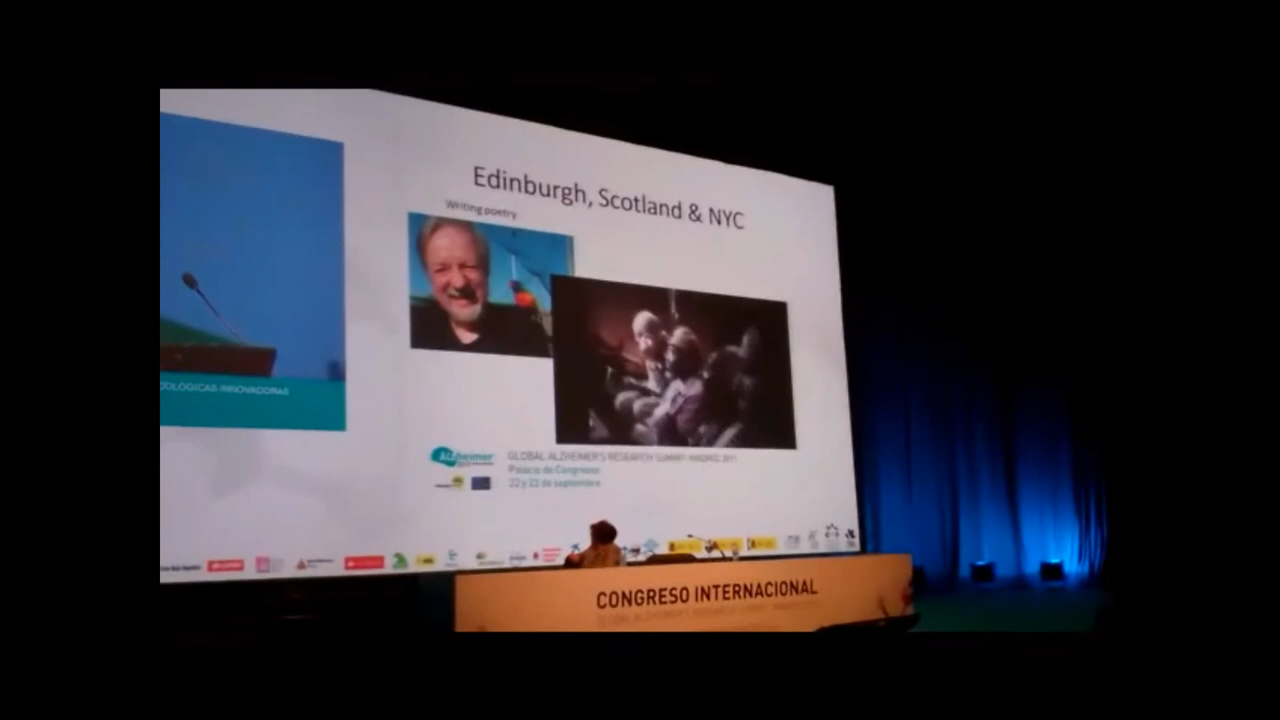 Edinburgh, Scotland & NYC
Writing poetry
INNOVADORAS
Alzheimer
GLOBAL ALZHEIMER'S RESEARCH SUMMIT MADRID 2011
Palacio de Congresos
22 y 23 de septiembre
CONGRESO INTERNACIONAL